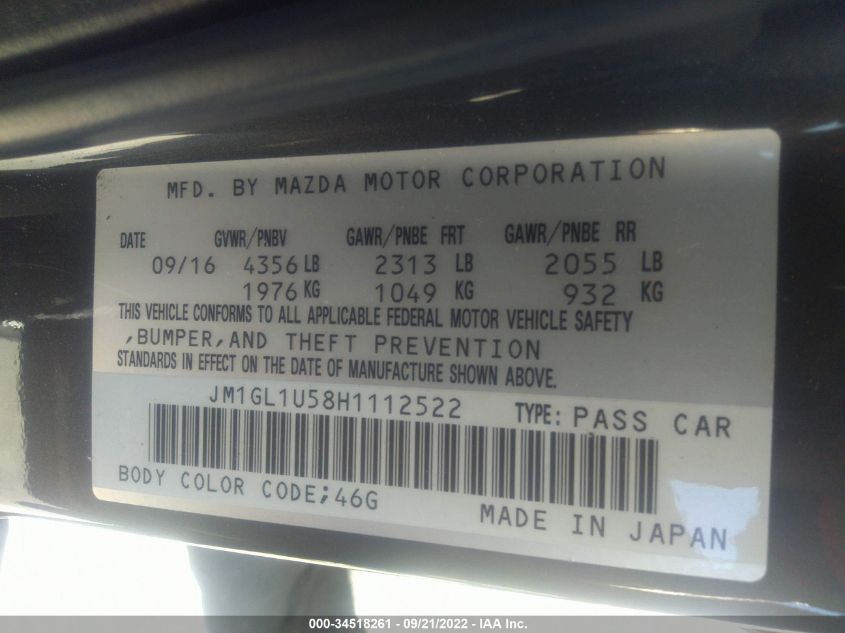 MFD. BY MAZDA MOTOR CORPORATION
DATE GVWR/PNBV GAWR/PNBE FRT GAWR/PNBE RR
09/16 4356 LB 2313 LB 2055 LB
1976 KG 1049 KG 932 KG
THIS VEHICLE CONFORMS TO ALL APPLICABLE FEDERAL MOTOR VEHICLE SAFETY
,BUMPER,AND THEFT PREVENTION
STANDARDS IN EFFECT ON THE DATE OF MANUFACTURE SHOWN ABOVE.
JM1GL1U58H1112522 TYPE: PASS CAR
BODY COLOR CODE;46G
MADE IN JAPAN
000-34518261 - 09/21/2022 - IAA Inc.